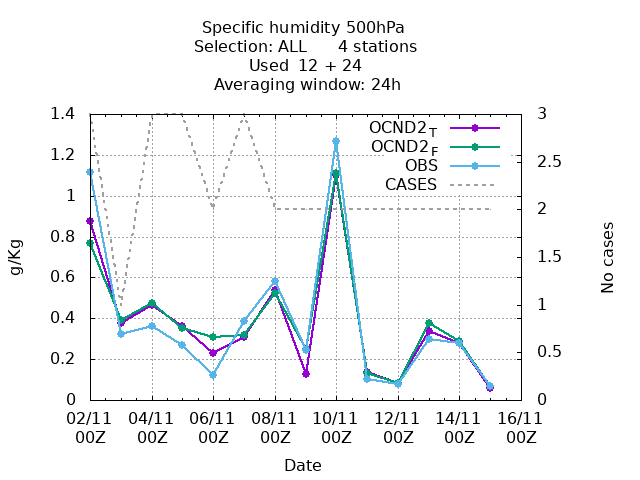 Specific humidity 500hPa
Selection: ALL      4 stations
Used  12 + 24
Averaging window: 24h
OCND2T
OCND2F
OBS
CASES
g/Kg
1.4
1.2
1
0.8
0.6
0.4
0.2
0
No cases
3
2.5
2
1.5
1
0.5
0
02/11 04/11 06/11 08/11 10/11 12/11 14/11 16/11
00Z 00Z 00Z 00Z 00Z 00Z 00Z 00Z
Date